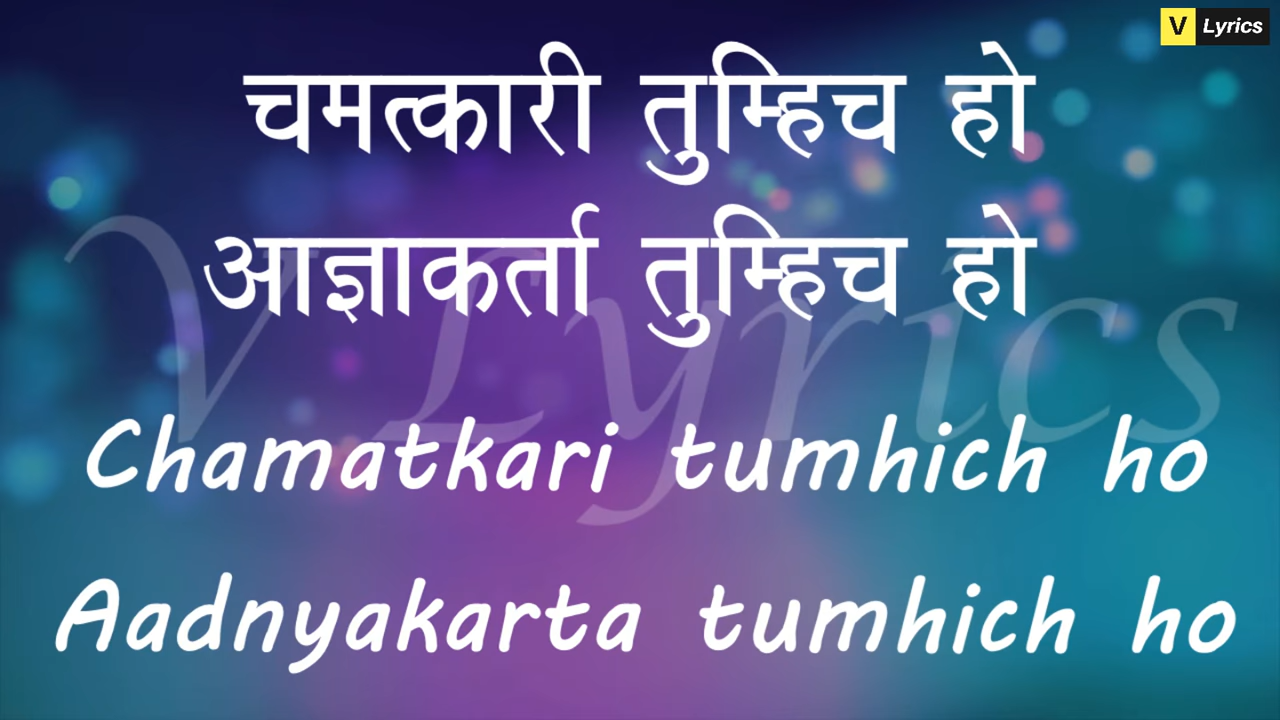 V Lyrics
चमत्कारी तुम्हिच हो
आज्ञाकर्ता तुम्हिच हो
V Lyrics
Chamatkari tumhich ho
Aadnyakarta tumhich ho